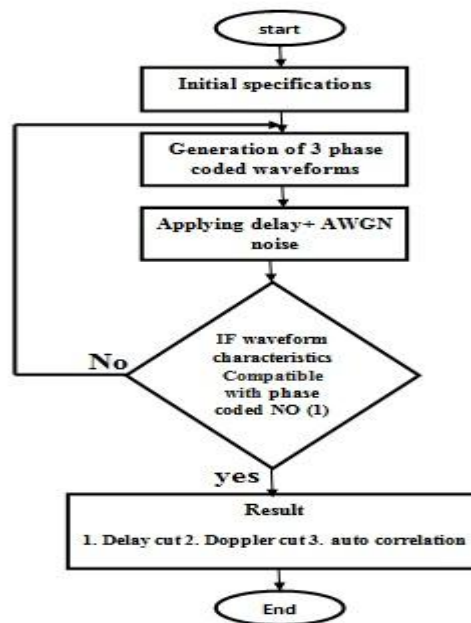 start
Initial specifications
Generation of 3 phase
coded waveforms
Applying delay+ AWGN
noise
IF waveform
characteristics
Compatible
with phase
coded NO (1)
No
yes
Result
1. Delay cut 2. Doppler cut 3. auto correlation
End